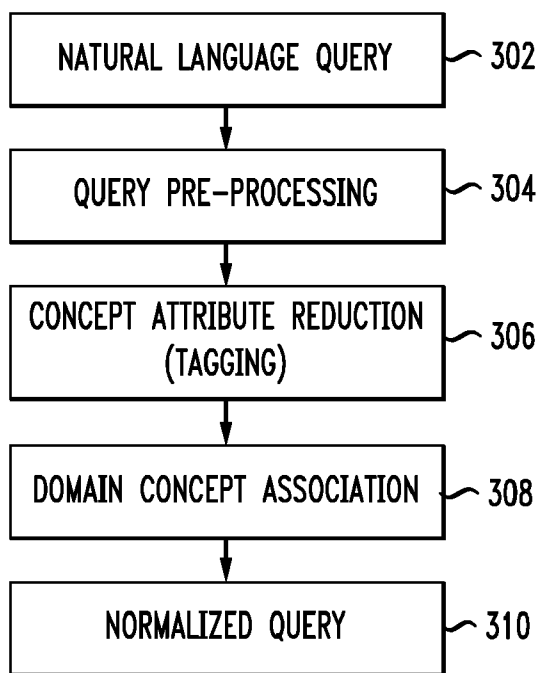 NATURAL LANGUAGE QUERY 302
QUERY PRE-PROCESSING 304
CONCEPT ATTRIBUTE REDUCTION
(TAGGING) 306
DOMAIN CONCEPT ASSOCIATION 308
NORMALIZED QUERY 310